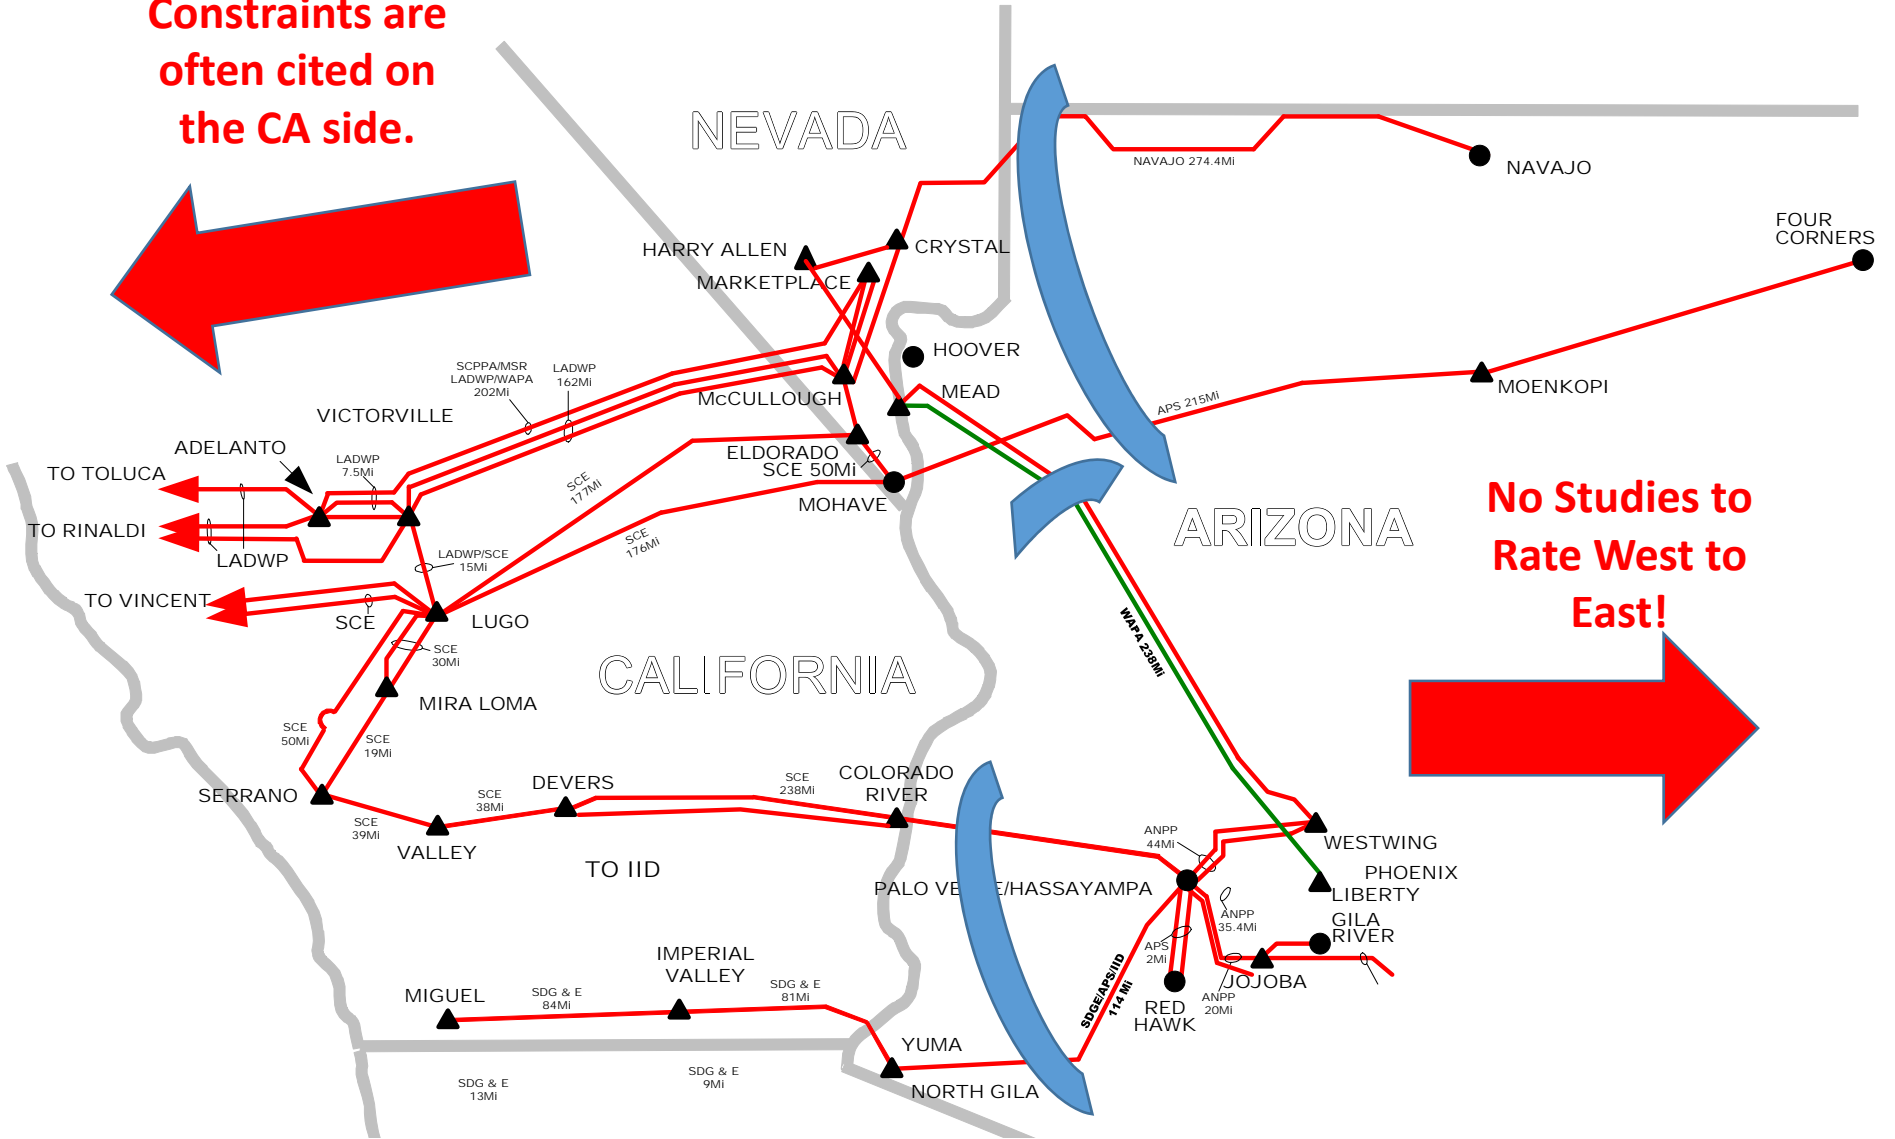 Constraints are
often cited on
the CA side.
NEVADA
NAVAJO 274.4Mi
NAVAJO
FOUR
CORNERS
HARRY ALLEN
CRYSTAL
MARKETPLACE
HOOVER
SCPPA/MSR
LADWP/WAPA
202Mi
LADWP
162Mi
McCULLOUGH
MEAD
MOENKOPI
APS 215Mi
VICTORVILLE
ADELANTO
LADWP
7.5Mi
TO TOLUCA
ELDORADO
SCE 50Mi
SCE
177Mi
MOHAVE
No Studies to
Rate West to
East!
ARIZONA
TO RINALDI
LADWP
LADWP/SCE
15Mi
SCE
176Mi
TO VINCENT
SCE
LUGO
SCE
30Mi
CALIFORNIA
WAPA 238Mi
MIRA LOMA
SCE
50Mi
SCE
19Mi
SERRANO
DEVERS
SCE
238Mi
COLORADO
RIVER
SCE
38Mi
SCE
39Mi
VALLEY
TO IID
ANPP
44Mi
WESTWING
PHOENIX
LIBERTY
PALO VE E/HASSAYAMPA
ANPP
35.4Mi
GILA
RIVER
APS
2Mi
JOJOBA
ANPP
20Mi
RED
HAWK
SDGE/APS/IID
114 Mi
IMPERIAL
VALLEY
MIGUEL
SDG & E
84Mi
SDG & E
81Mi
YUMA
NORTH GILA
SDG & E
13Mi
SDG & E
9Mi